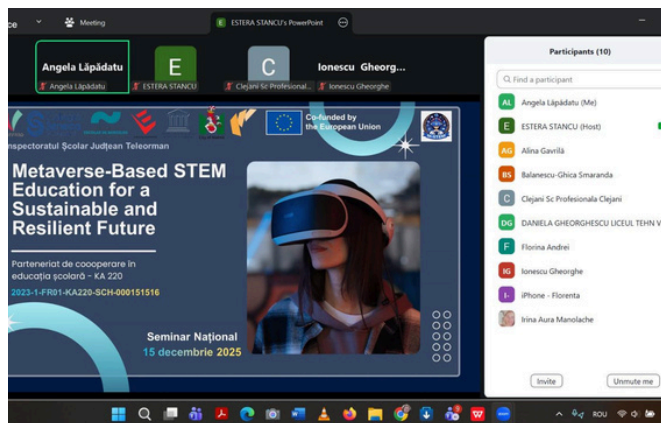 ce
Meeting
E ESTERA STANCU's PowerPoint
Angela Lăpădatu
Angela Lăpădatu
E
ESTERA STANCU
C
Clejani Sc Profesional...
Ionescu Gheorg...
Ionescu Gheorghe
Co-funded by
the European Union
nspectoratul Școlar Județean Teleorman
Metaverse-Based STEM
Education for a
Sustainable and
Resilient Future
Parteneriat de coooperare în
educația școlară - KA 220
2023-1-FR01-KA220-SCH-000151516
Seminar Național
15 decembrie 2025
Participants (10)
Find a participant
AL Angela Lăpădatu (Me)
E ESTERA STANCU (Host)
AG Alina Gavrilă
BS Balanescu-Ghica Smaranda
C Clejani Sc Profesionala Clejani
DG DANIELA GHEORGHESCU LICEUL TEHN V
F Florina Andrei
IG Ionescu Gheorghe
I- iPhone - Florenta
Irina Aura Manolache
Invite
Unmute me
ROU